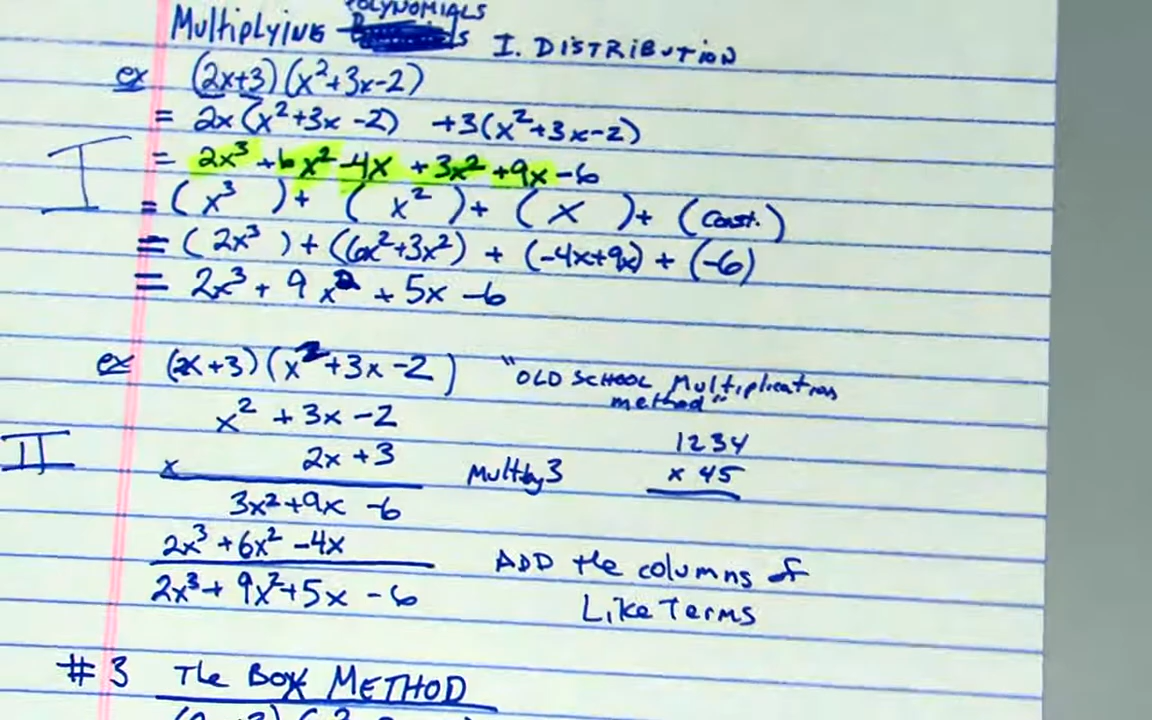 Multiplying POLYNOMIALS I. DISTRIBUTION
ex (2x+3)(x²+3x-2)
= 2x(x²+3x-2) +3(x²+3x-2)
I = 2x³+6x²-4x+3x²+9x-6
= (x³ )+ ( x² )+ ( x )+ (Const.)
= (2x³ ) + (6x²+3x²) + (-4x+9x) + (-6)
= 2x³ + 9x² + 5x -6
ex (2x+3)(x²+3x-2) "OLD SCHOOL Multiplication
method"
II
x² + 3x -2
2x +3
x
Mult by 3
1234
x 45
3x²+9x -6
2x³ +6x² -4x
ADD the columns of
2x³+ 9x²+5x -6
Like Terms
#3 The Box METHOD